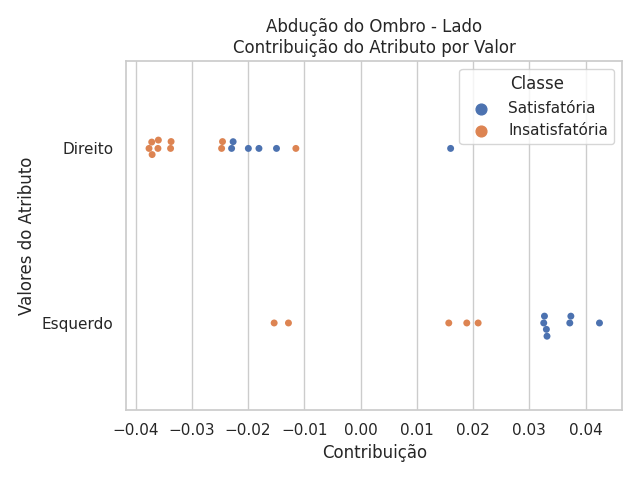 Abdução do Ombro - Lado
Contribuição do Atributo por Valor
Classe
Satisfatória
Insatisfatória
Valores do Atributo
Direito
Esquerdo
−0.04 −0.03 −0.02 −0.01 0.00 0.01 0.02 0.03 0.04
Contribuição